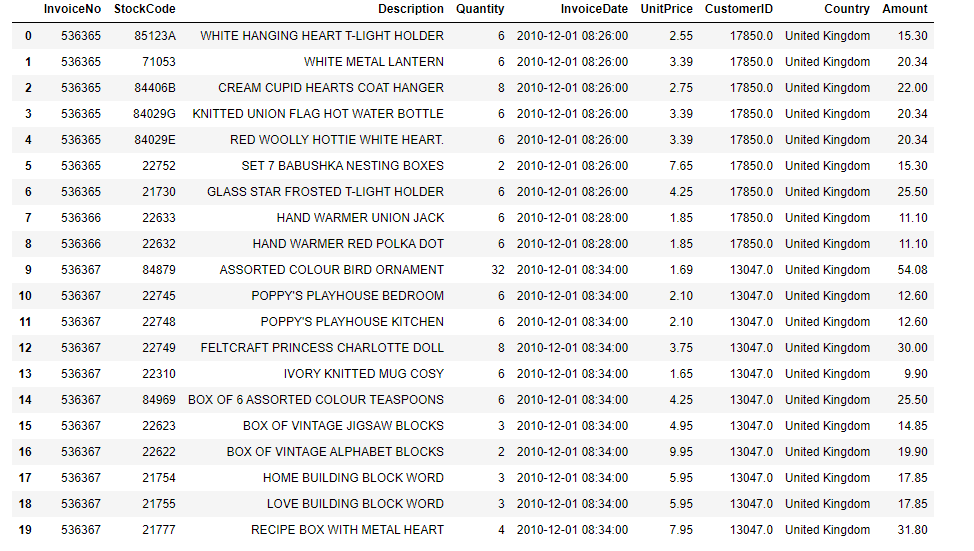 InvoiceNo StockCode Description Quantity InvoiceDate UnitPrice CustomerID Country Amount
0 536365 85123A WHITE HANGING HEART T-LIGHT HOLDER 6 2010-12-01 08:26:00 2.55 17850.0 United Kingdom 15.30
1 536365 71053 WHITE METAL LANTERN 6 2010-12-01 08:26:00 3.39 17850.0 United Kingdom 20.34
2 536365 84406B CREAM CUPID HEARTS COAT HANGER 8 2010-12-01 08:26:00 2.75 17850.0 United Kingdom 22.00
3 536365 84029G KNITTED UNION FLAG HOT WATER BOTTLE 6 2010-12-01 08:26:00 3.39 17850.0 United Kingdom 20.34
4 536365 84029E RED WOOLLY HOTTIE WHITE HEART. 6 2010-12-01 08:26:00 3.39 17850.0 United Kingdom 20.34
5 536365 22752 SET 7 BABUSHKA NESTING BOXES 2 2010-12-01 08:26:00 7.65 17850.0 United Kingdom 15.30
6 536365 21730 GLASS STAR FROSTED T-LIGHT HOLDER 6 2010-12-01 08:26:00 4.25 17850.0 United Kingdom 25.50
7 536366 22633 HAND WARMER UNION JACK 6 2010-12-01 08:28:00 1.85 17850.0 United Kingdom 11.10
8 536366 22632 HAND WARMER RED POLKA DOT 6 2010-12-01 08:28:00 1.85 17850.0 United Kingdom 11.10
9 536367 84879 ASSORTED COLOUR BIRD ORNAMENT 32 2010-12-01 08:34:00 1.69 13047.0 United Kingdom 54.08
10 536367 22745 POPPY'S PLAYHOUSE BEDROOM 6 2010-12-01 08:34:00 2.10 13047.0 United Kingdom 12.60
11 536367 22748 POPPY'S PLAYHOUSE KITCHEN 6 2010-12-01 08:34:00 2.10 13047.0 United Kingdom 12.60
12 536367 22749 FELTCRAFT PRINCESS CHARLOTTE DOLL 8 2010-12-01 08:34:00 3.75 13047.0 United Kingdom 30.00
13 536367 22310 IVORY KNITTED MUG COSY 6 2010-12-01 08:34:00 1.65 13047.0 United Kingdom 9.90
14 536367 84969 BOX OF 6 ASSORTED COLOUR TEASPOONS 6 2010-12-01 08:34:00 4.25 13047.0 United Kingdom 25.50
15 536367 22623 BOX OF VINTAGE JIGSAW BLOCKS 3 2010-12-01 08:34:00 4.95 13047.0 United Kingdom 14.85
16 536367 22622 BOX OF VINTAGE ALPHABET BLOCKS 2 2010-12-01 08:34:00 9.95 13047.0 United Kingdom 19.90
17 536367 21754 HOME BUILDING BLOCK WORD 3 2010-12-01 08:34:00 5.95 13047.0 United Kingdom 17.85
18 536367 21755 LOVE BUILDING BLOCK WORD 3 2010-12-01 08:34:00 5.95 13047.0 United Kingdom 17.85
19 536367 21777 RECIPE BOX WITH METAL HEART 4 2010-12-01 08:34:00 7.95 13047.0 United Kingdom 31.80